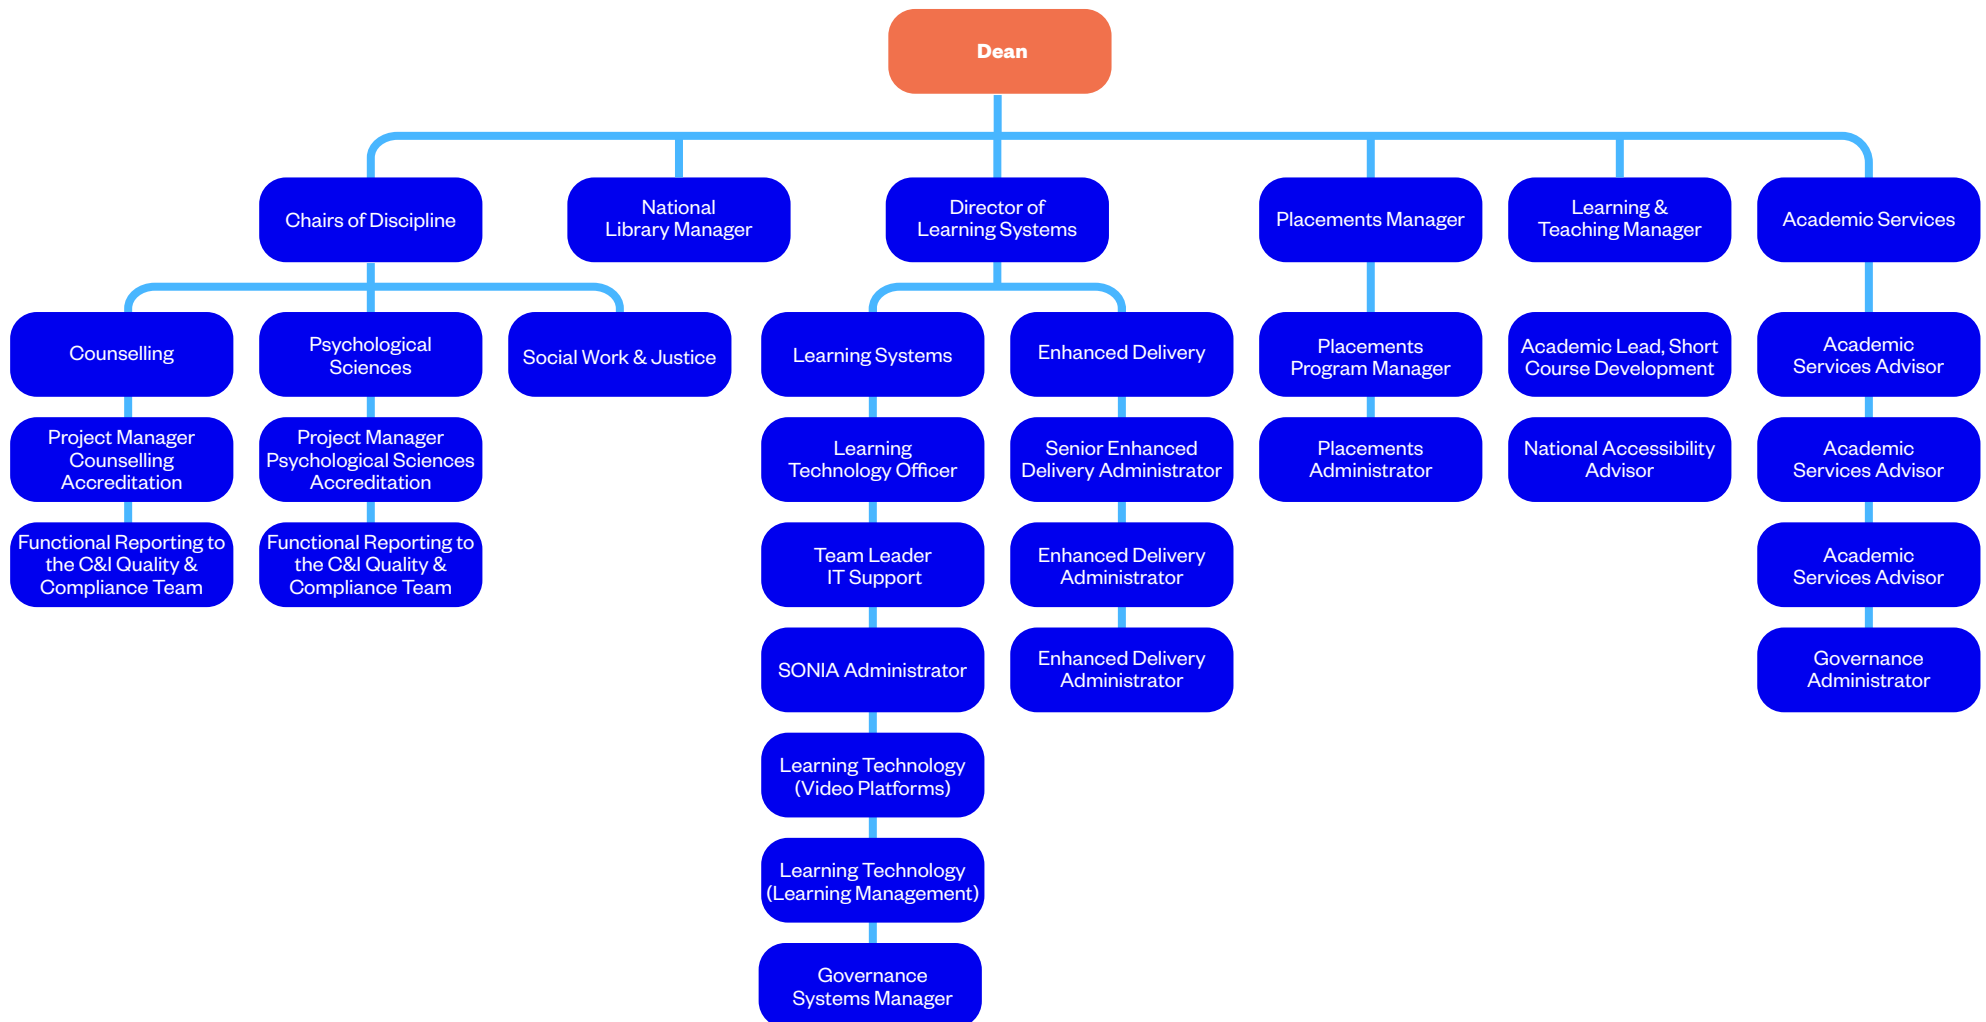 Dean
Chairs of Discipline
National
Library Manager
Director of
Learning Systems
Placements Manager
Learning &
Teaching Manager
Academic Services
Counselling
Psychological
Sciences
Social Work & Justice
Learning Systems
Enhanced Delivery
Placements
Program Manager
Academic Lead, Short
Course Development
Academic
Services Advisor
Project Manager
Counselling
Accreditation
Project Manager
Psychological Sciences
Accreditation
Learning
Technology Officer
Senior Enhanced
Delivery Administrator
Placements
Administrator
National Accessibility
Advisor
Academic
Services Advisor
Functional Reporting to
the C&I Quality &
Compliance Team
Functional Reporting to
the C&I Quality &
Compliance Team
Team Leader
IT Support
Enhanced Delivery
Administrator
Academic
Services Advisor
SONIA Administrator
Enhanced Delivery
Administrator
Governance
Administrator
Learning Technology
(Video Platforms)
Learning Technology
(Learning Management)
Governance
Systems Manager